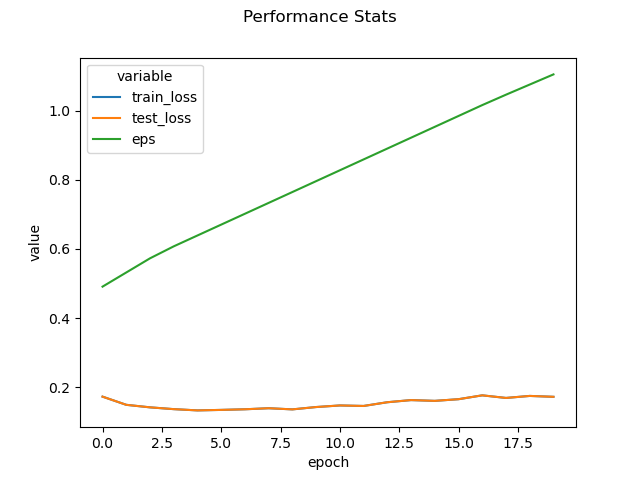 Performance Stats
variable
train_loss
test_loss
eps
value
1.0
0.8
0.6
0.4
0.2
0.0 2.5 5.0 7.5 10.0 12.5 15.0 17.5
epoch